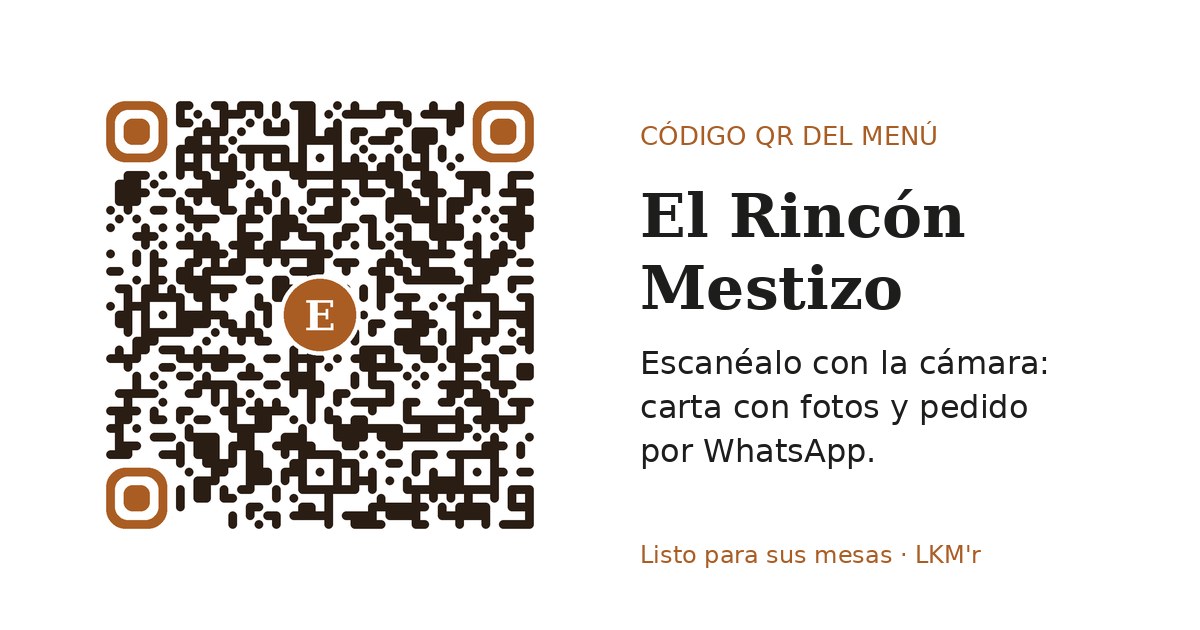 E
CÓDIGO QR DEL MENÚ
El Rincón
Mestizo
Escanéalo con la cámara:
carta con fotos y pedido
por WhatsApp.
Listo para sus mesas · LKM'r